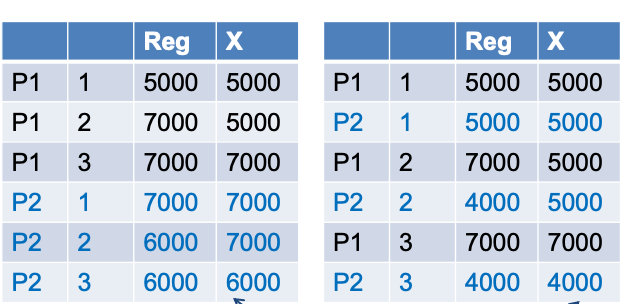 Reg X
P1 1 5000 5000
P1 2 7000 5000
P1 3 7000 7000
P2 1 7000 7000
P2 2 6000 7000
P2 3 6000 6000
Reg X
P1 1 5000 5000
P2 1 5000 5000
P1 2 7000 5000
P2 2 4000 5000
P1 3 7000 7000
P2 3 4000 4000